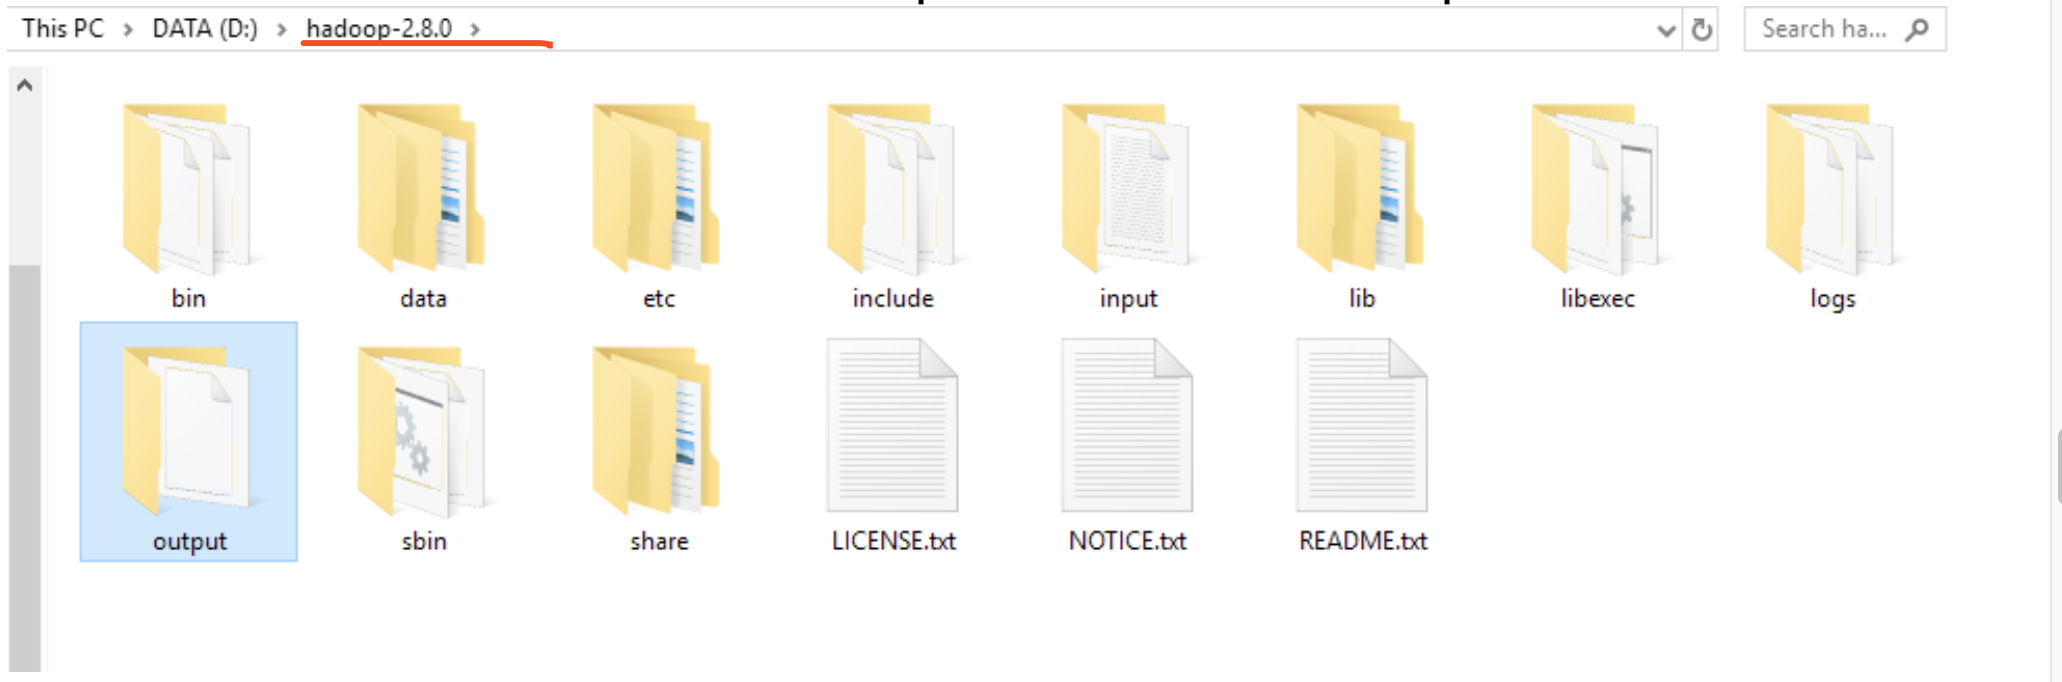 This PC > DATA (D:) > hadoop-2.8.0 >
Search ha...
bin data etc include input lib libexec logs
output sbin share LICENSE.txt NOTICE.txt README.txt